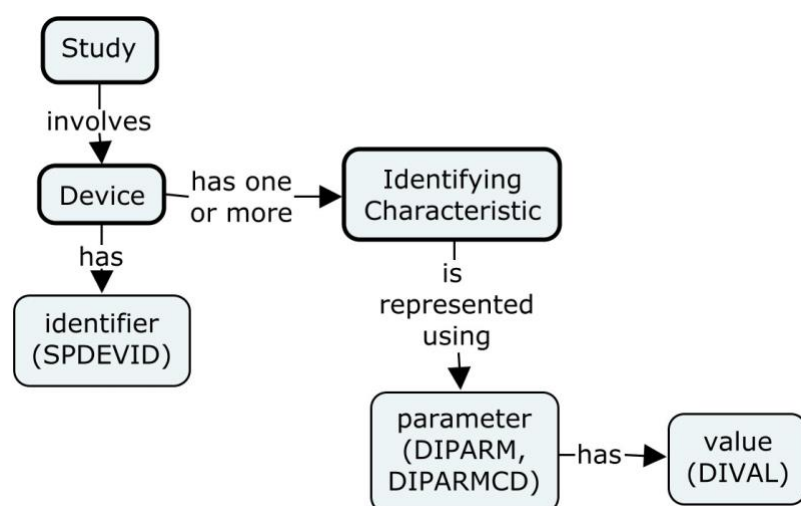 Study
involves
Device
has one
or more
Identifying
Characteristic
has
identifier
(SPDEVID)
is
represented
using
parameter
(DIPARM,
DIPARMCD)
has
value
(DIVAL)